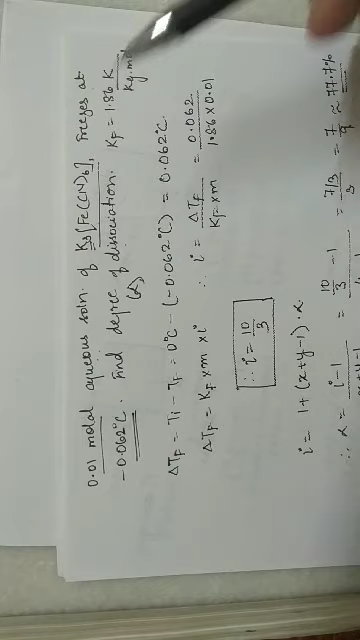 0.01 molal aqueous soln. of K3[Fe(CN)6], freezes at
-0.062°C. Find degree of dissociation. KF = 1.86 K
(α) kg.mol
ΔTF = Ti - TF = 0°C - (-0.062°C) = 0.062°C.
ΔTF = KF × m × i ∴ i = ΔTF / KF × m = 0.062 / 1.86 × 0.01
∴ i = 10/3
i = 1 + (x+y-1).α
∴ α = i-1 / x+y-1 = 10/3 - 1 = 7/3 / 3 = 7/9 ≈ 77.7%